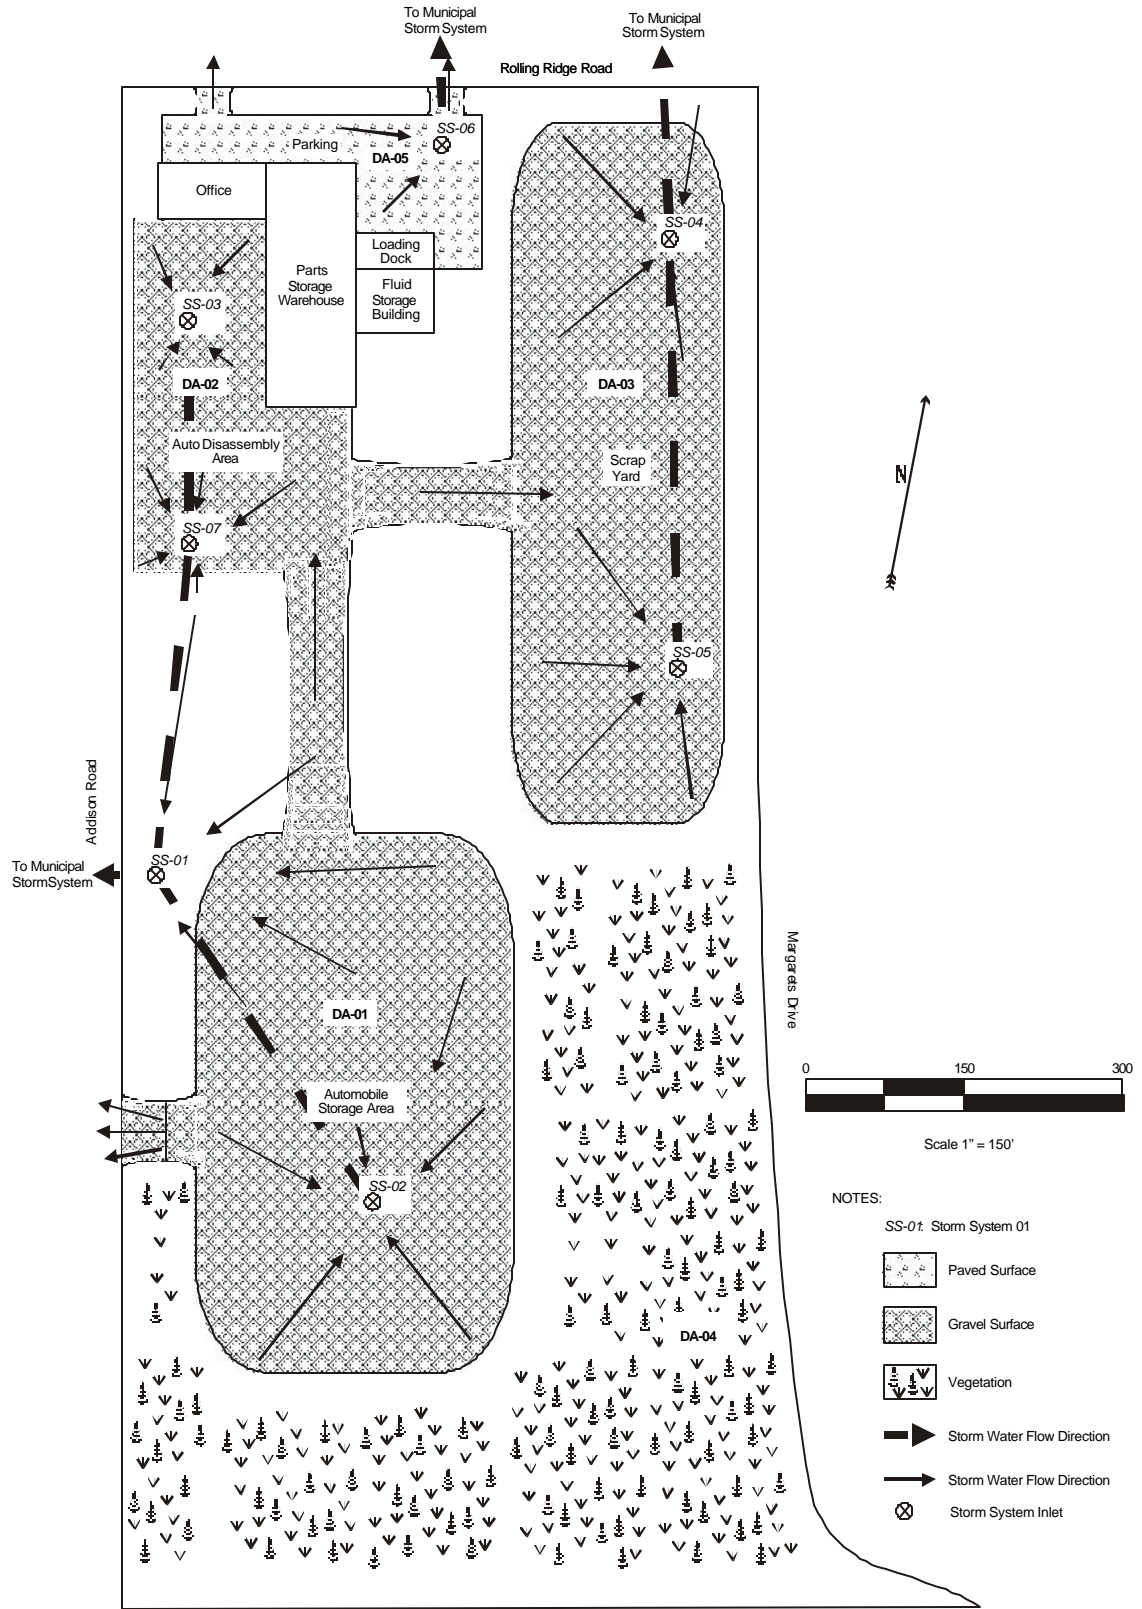 To Municipal
Storm System
To Municipal
Storm System
Rolling Ridge Road
SS-06
Parking
DA-05
Office
SS-04
Loading
Dock
Parts
Storage
Warehouse
Fluid
Storage
Building
SS-03
DA-02
DA-03
Auto Disassembly
Area
Scrap
Yard
N
SS-07
SS-05
Addison Road
To Municipal
StormSystem
SS-01
Margarets Drive
DA-01
0 150 300
Automobile
Storage Area
Scale 1" = 150'
SS-02
NOTES:
SS-01: Storm System 01
Paved Surface
Gravel Surface
DA-04
Vegetation
Storm Water Flow Direction
Storm Water Flow Direction
Storm System Inlet